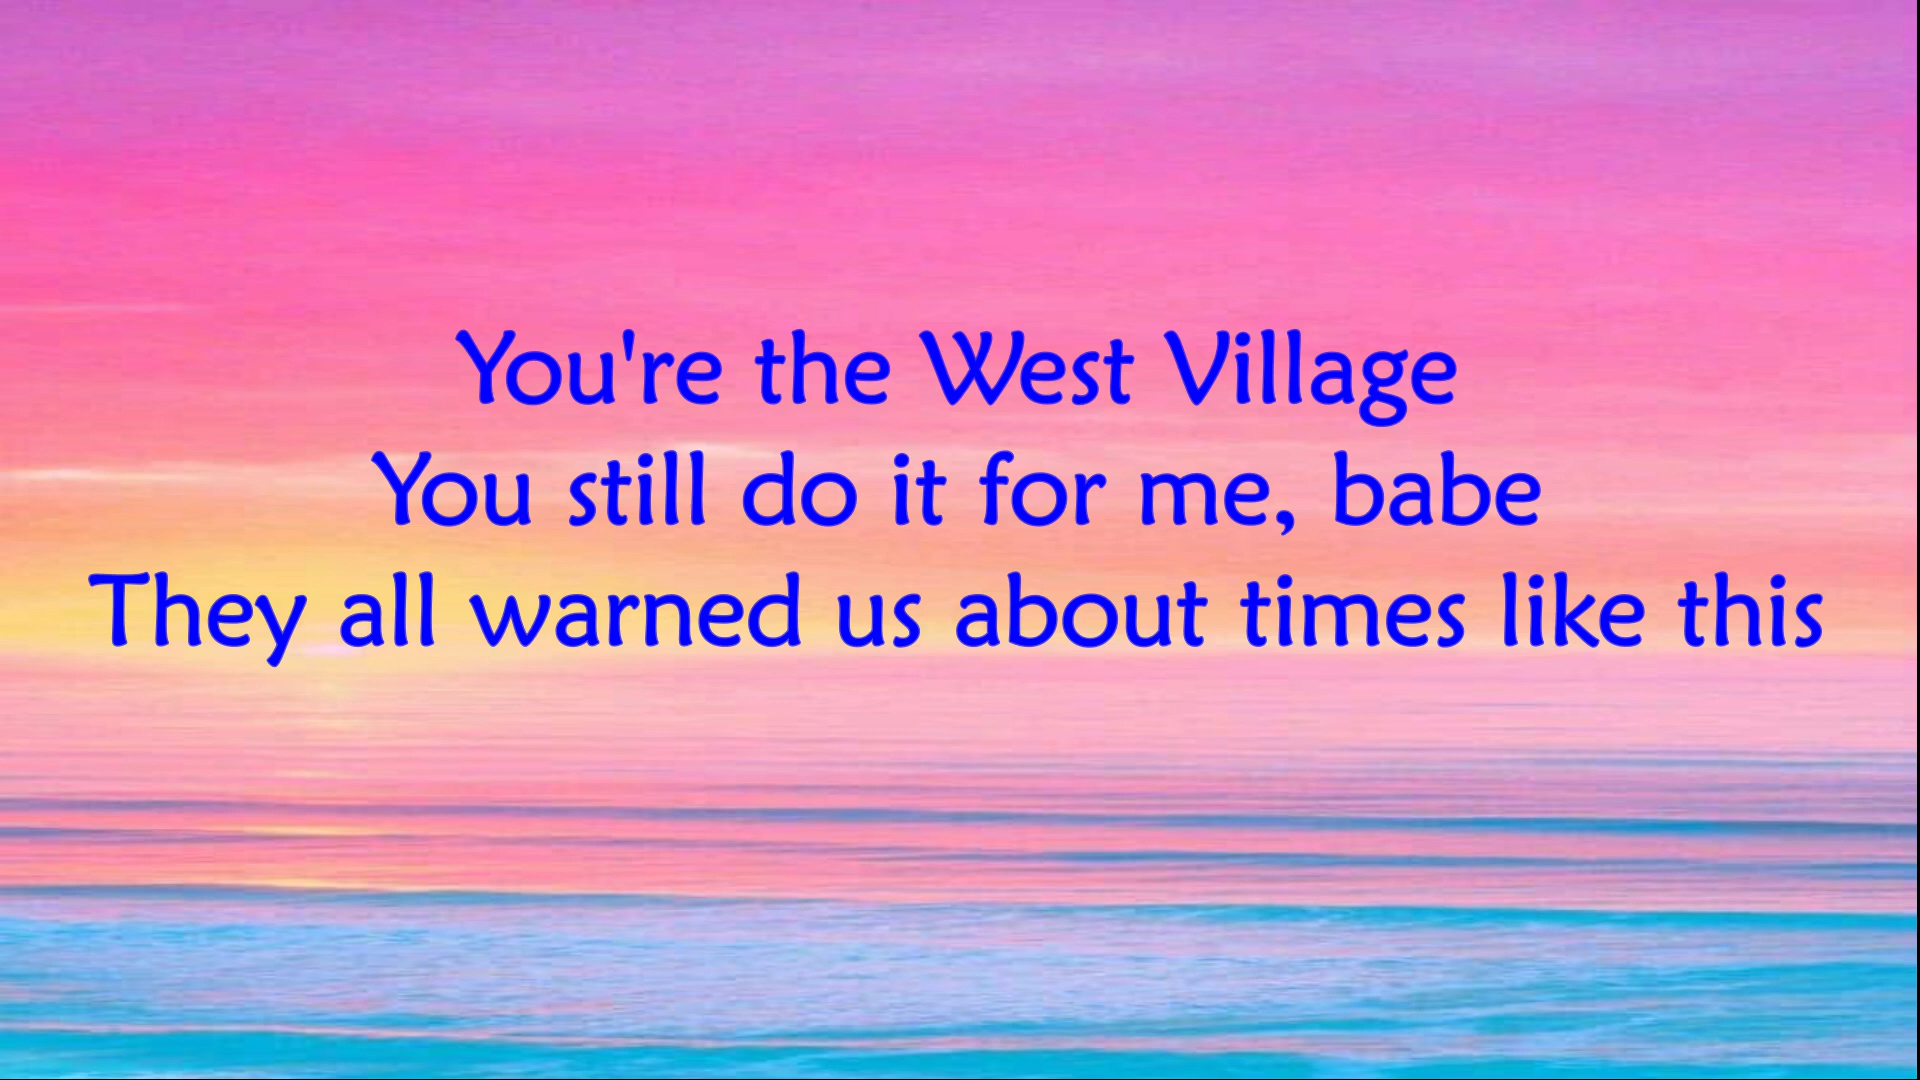 You're the West Village
You still do it for me, babe
They all warned us about times like this